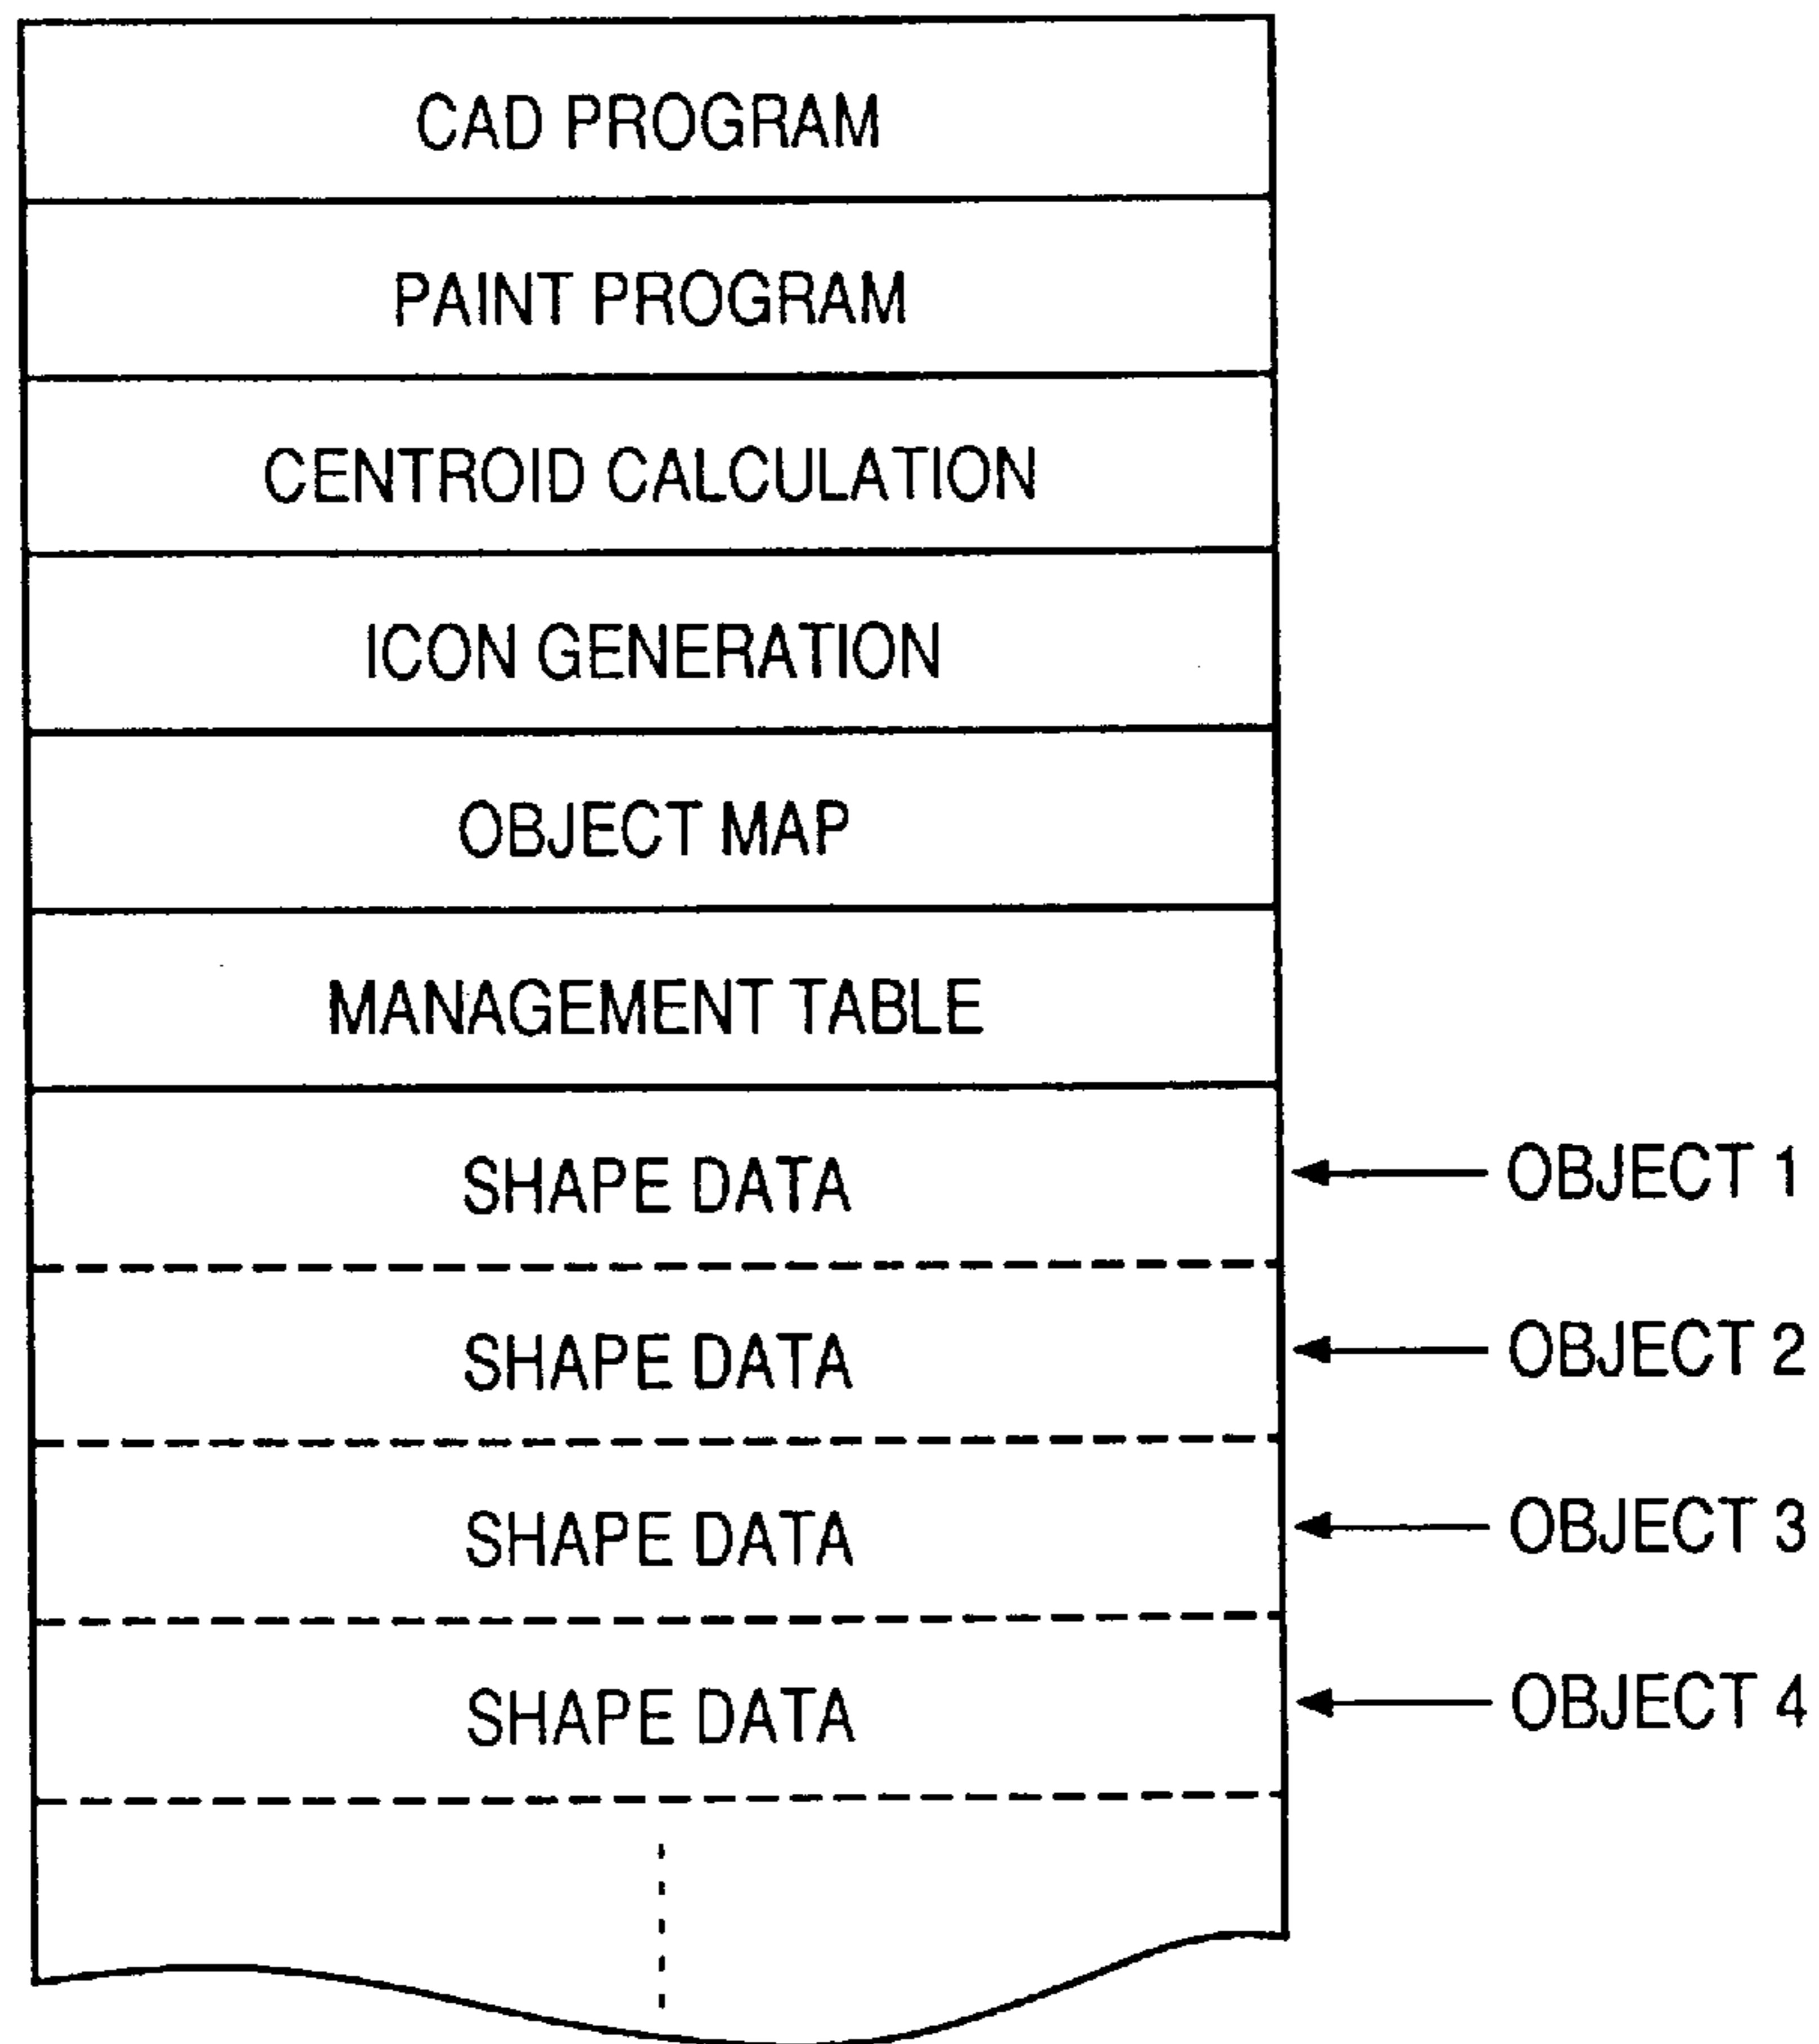 CAD PROGRAM
PAINT PROGRAM
CENTROID CALCULATION
ICON GENERATION
OBJECT MAP
MANAGEMENT TABLE
SHAPE DATA
OBJECT 1
SHAPE DATA
OBJECT 2
SHAPE DATA
OBJECT 3
SHAPE DATA
OBJECT 4